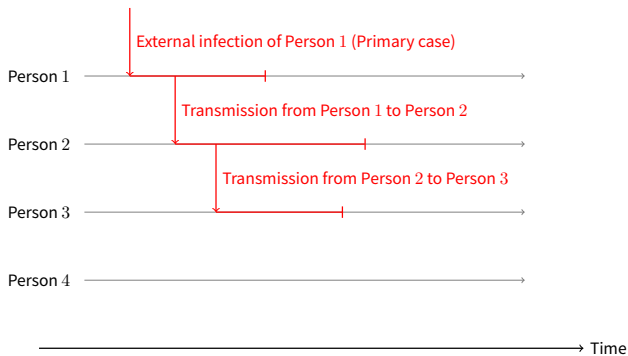 External infection of Person 1 (Primary case)
Person 1
Transmission from Person 1 to Person 2
Person 2
Transmission from Person 2 to Person 3
Person 3
Person 4
Time